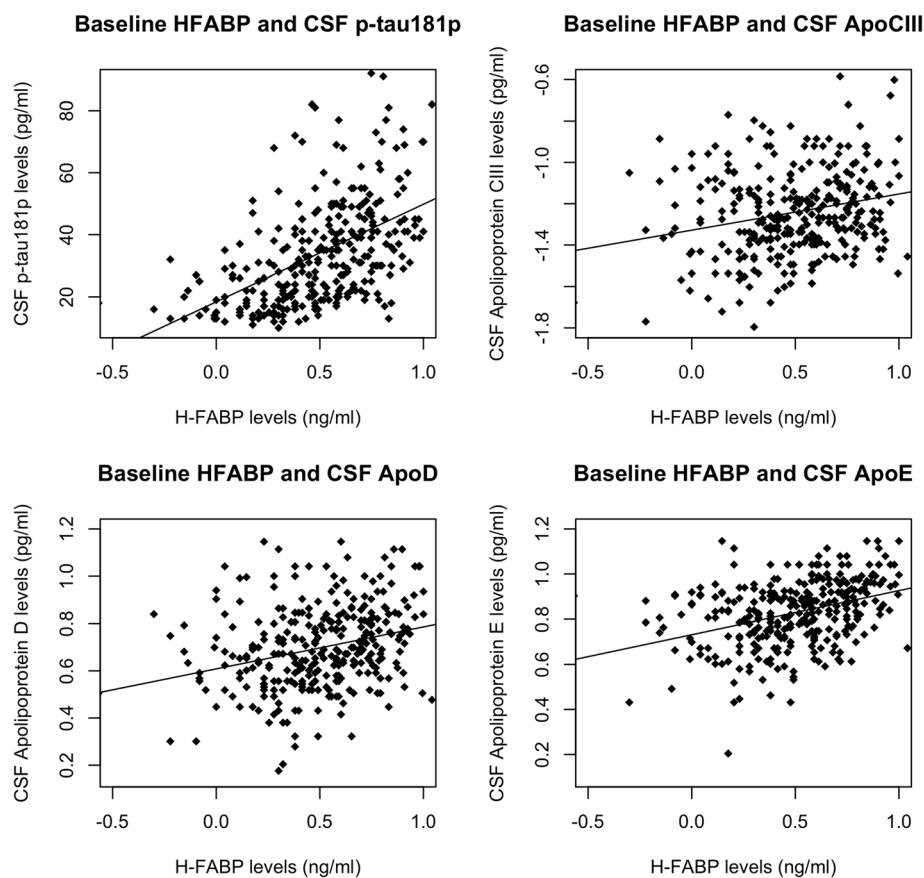 Baseline HFABP and CSF p-tau181p
CSF p-tau181p levels (pg/ml)
80
60
40
20
-0.5 0.0 0.5 1.0
H-FABP levels (ng/ml)
Baseline HFABP and CSF ApoCIII
CSF Apolipoprotein CIII levels (pg/ml)
-0.6
-1.0
-1.4
-1.8
-0.5 0.0 0.5 1.0
H-FABP levels (ng/ml)
Baseline HFABP and CSF ApoD
CSF Apolipoprotein D levels (pg/ml)
1.2
1.0
0.8
0.6
0.4
0.2
-0.5 0.0 0.5 1.0
H-FABP levels (ng/ml)
Baseline HFABP and CSF ApoE
CSF Apolipoprotein E levels (pg/ml)
1.2
1.0
0.8
0.6
0.4
0.2
-0.5 0.0 0.5 1.0
H-FABP levels (ng/ml)